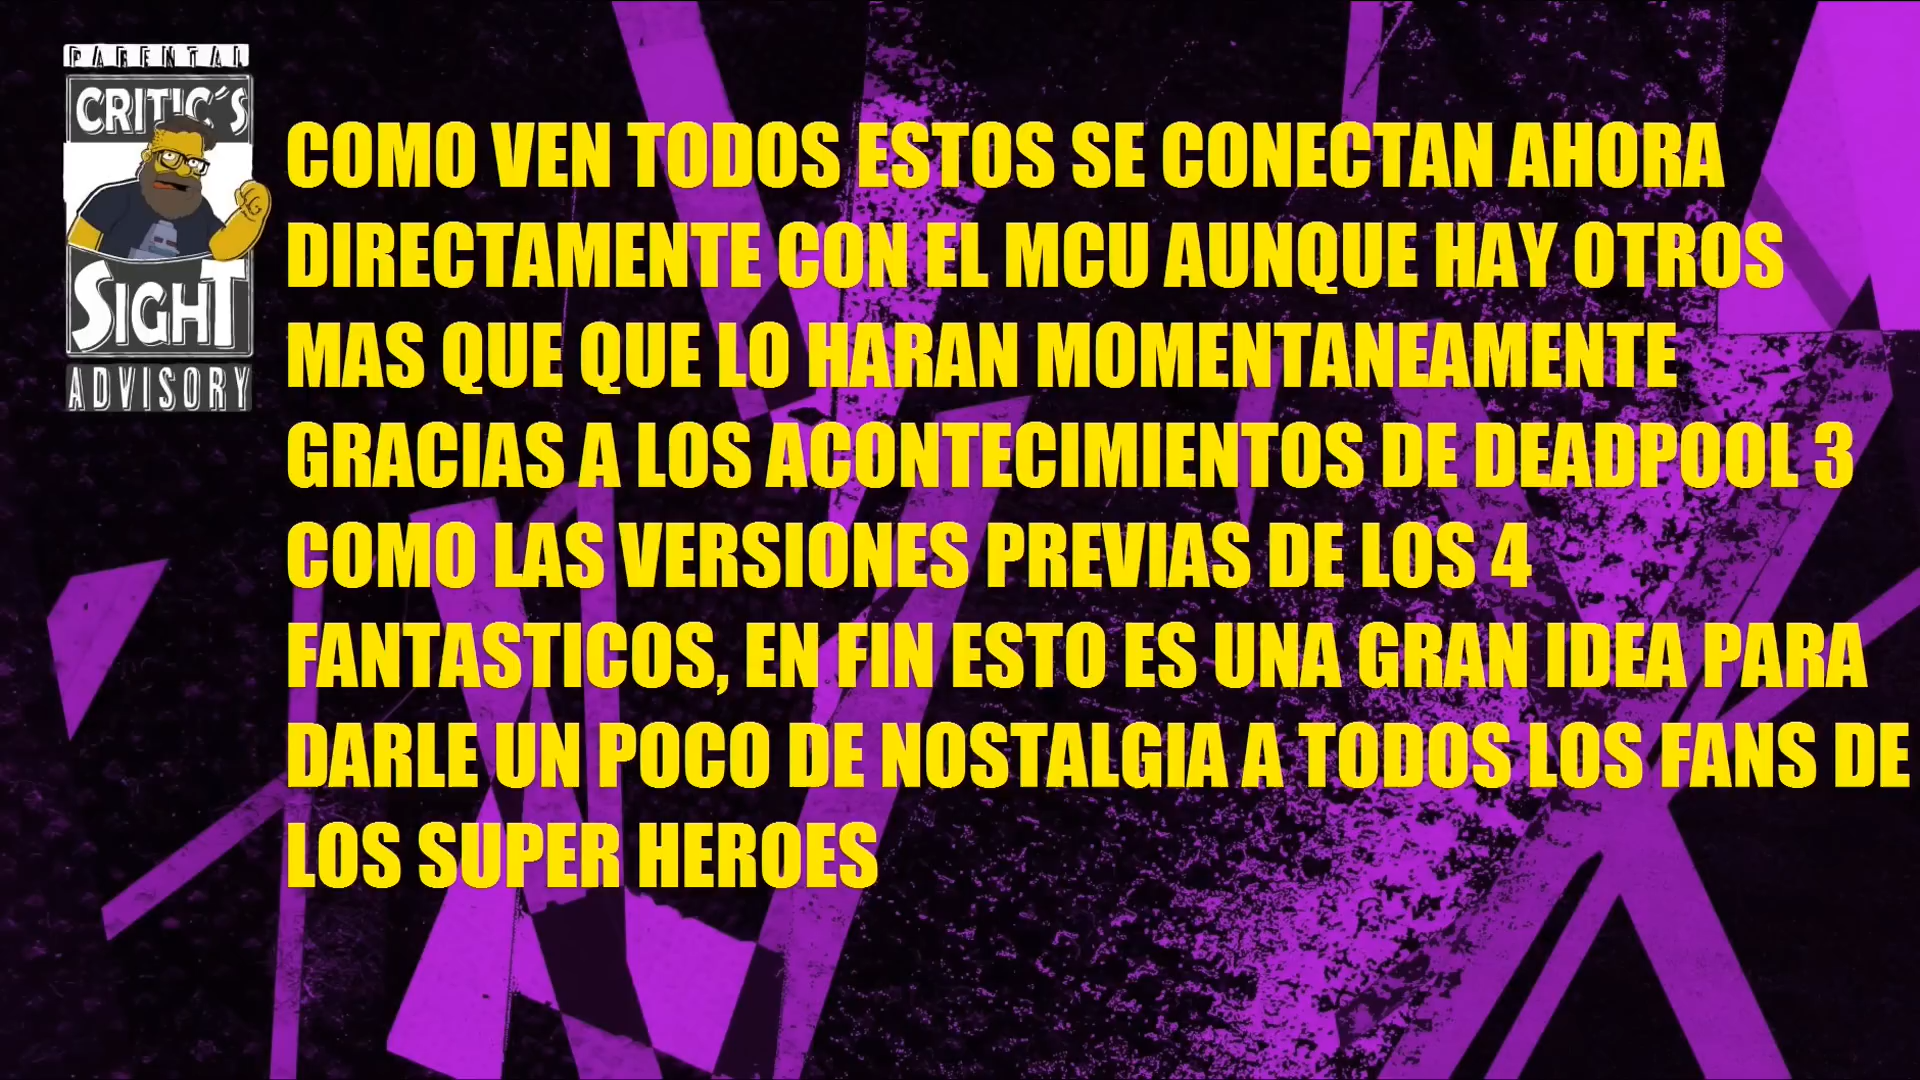 PARENTAL
CRITIC´S
SIGHT
ADVISORY
COMO VEN TODOS ESTOS SE CONECTAN AHORA
DIRECTAMENTE CON EL MCU AUNQUE HAY OTROS
MAS QUE QUE LO HARAN MOMENTANEAMENTE
GRACIAS A LOS ACONTECIMIENTOS DE DEADPOOL 3
COMO LAS VERSIONES PREVIAS DE LOS 4
FANTASTICOS, EN FIN ESTO ES UNA GRAN IDEA PARA
DARLE UN POCO DE NOSTALGIA A TODOS LOS FANS DE
LOS SUPER HEROES